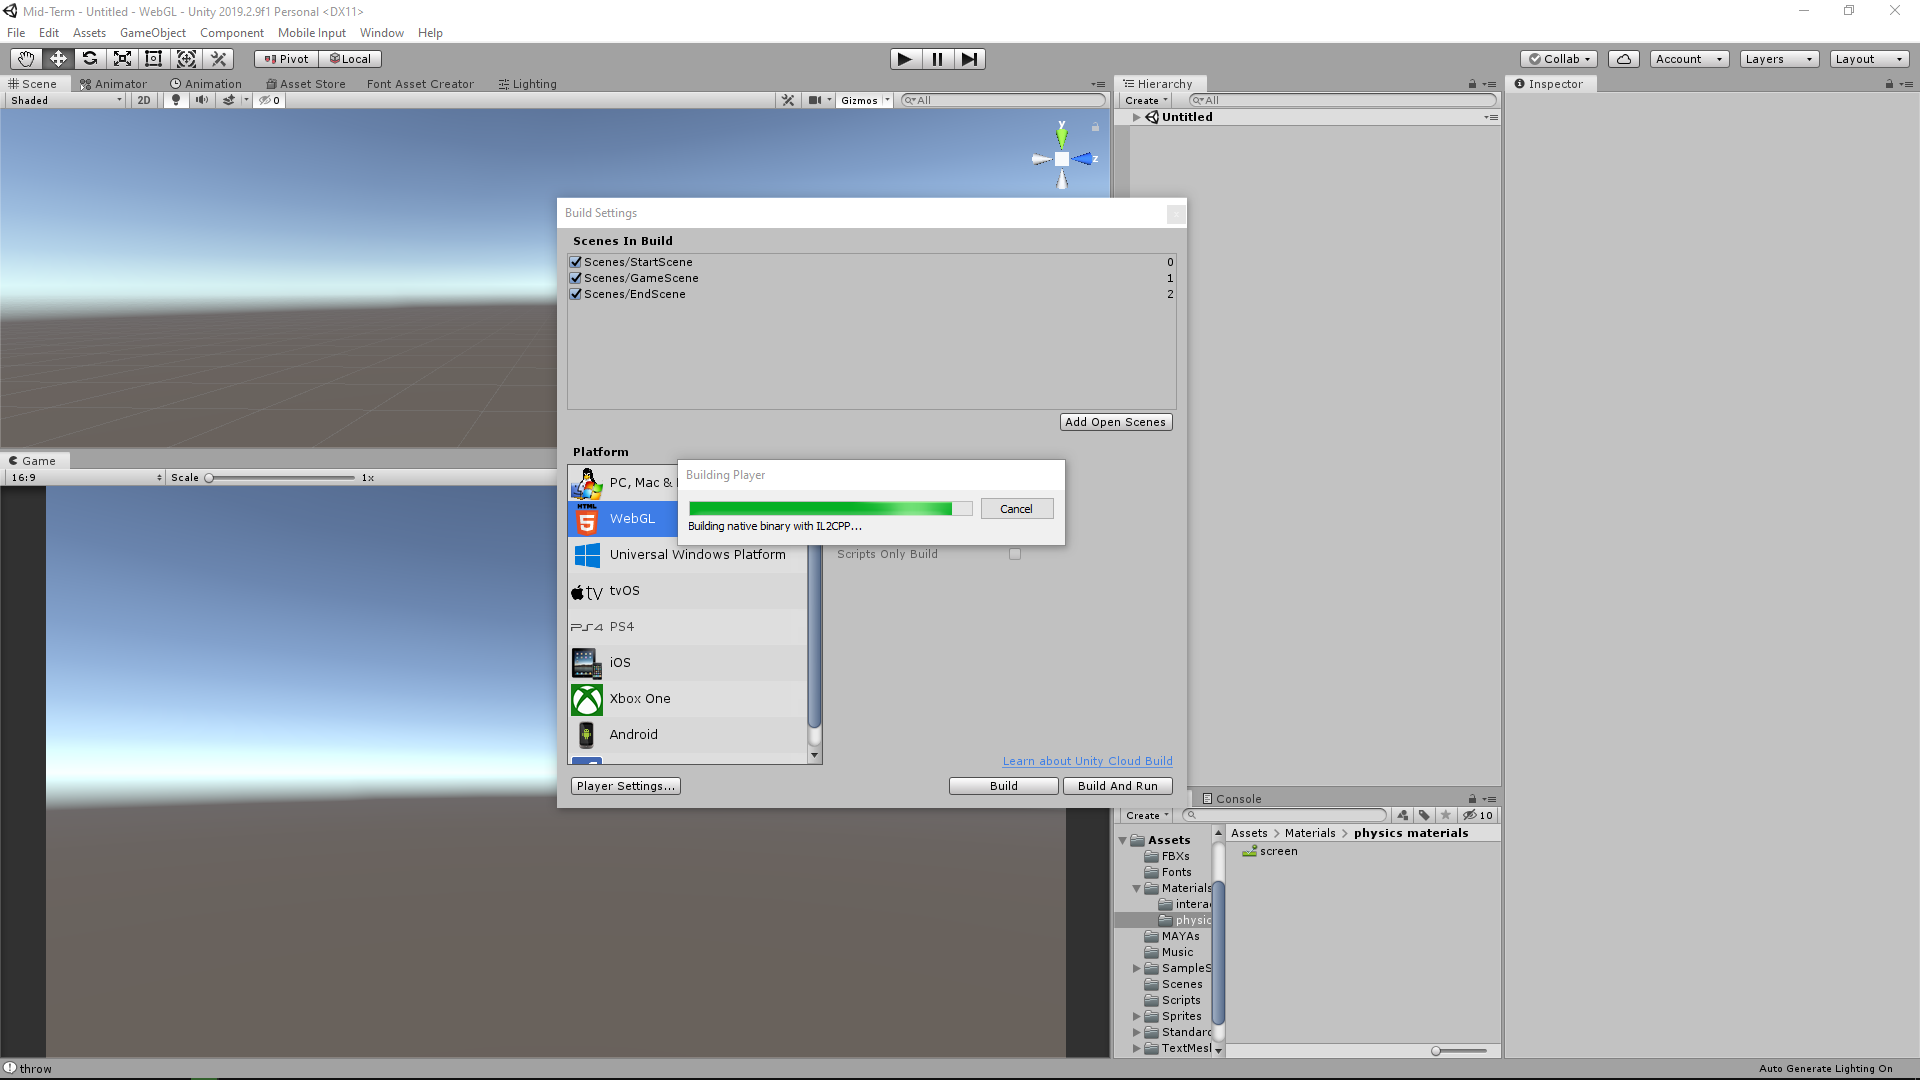 Mid-Term - Untitled - WebGL - Unity 2019.2.9f1 Personal <DX11>
File Edit Assets GameObject Component Mobile Input Window Help
Pivot Local Collab Account Layers Layout
Scene Animator Animation Asset Store Font Asset Creator Lighting
Hierarchy
Inspector
Shaded 2D 0 Gizmos All
Create All
y
z
Untitled
Build Settings
Scenes In Build
Scenes/StartScene 0
Scenes/GameScene 1
Scenes/EndScene 2
Add Open Scenes
Platform
Game
16:9 Scale 1x
PC, Mac &
Building Player
Cancel
Building native binary with IL2CPP...
HTML
5
WebGL
Universal Windows Platform
Scripts Only Build
tv tvOS
PS4 PS4
iOS
Xbox One
Android
Learn about Unity Cloud Build
Player Settings... Build Build And Run
Console
Create 10
Assets
FBXs
Fonts
Materials
intera
physic
MAYAs
Music
SampleS
Scenes
Scripts
Sprites
Standard
TextMesl
Assets > Materials > physics materials
screen
throw
Auto Generate Lighting On